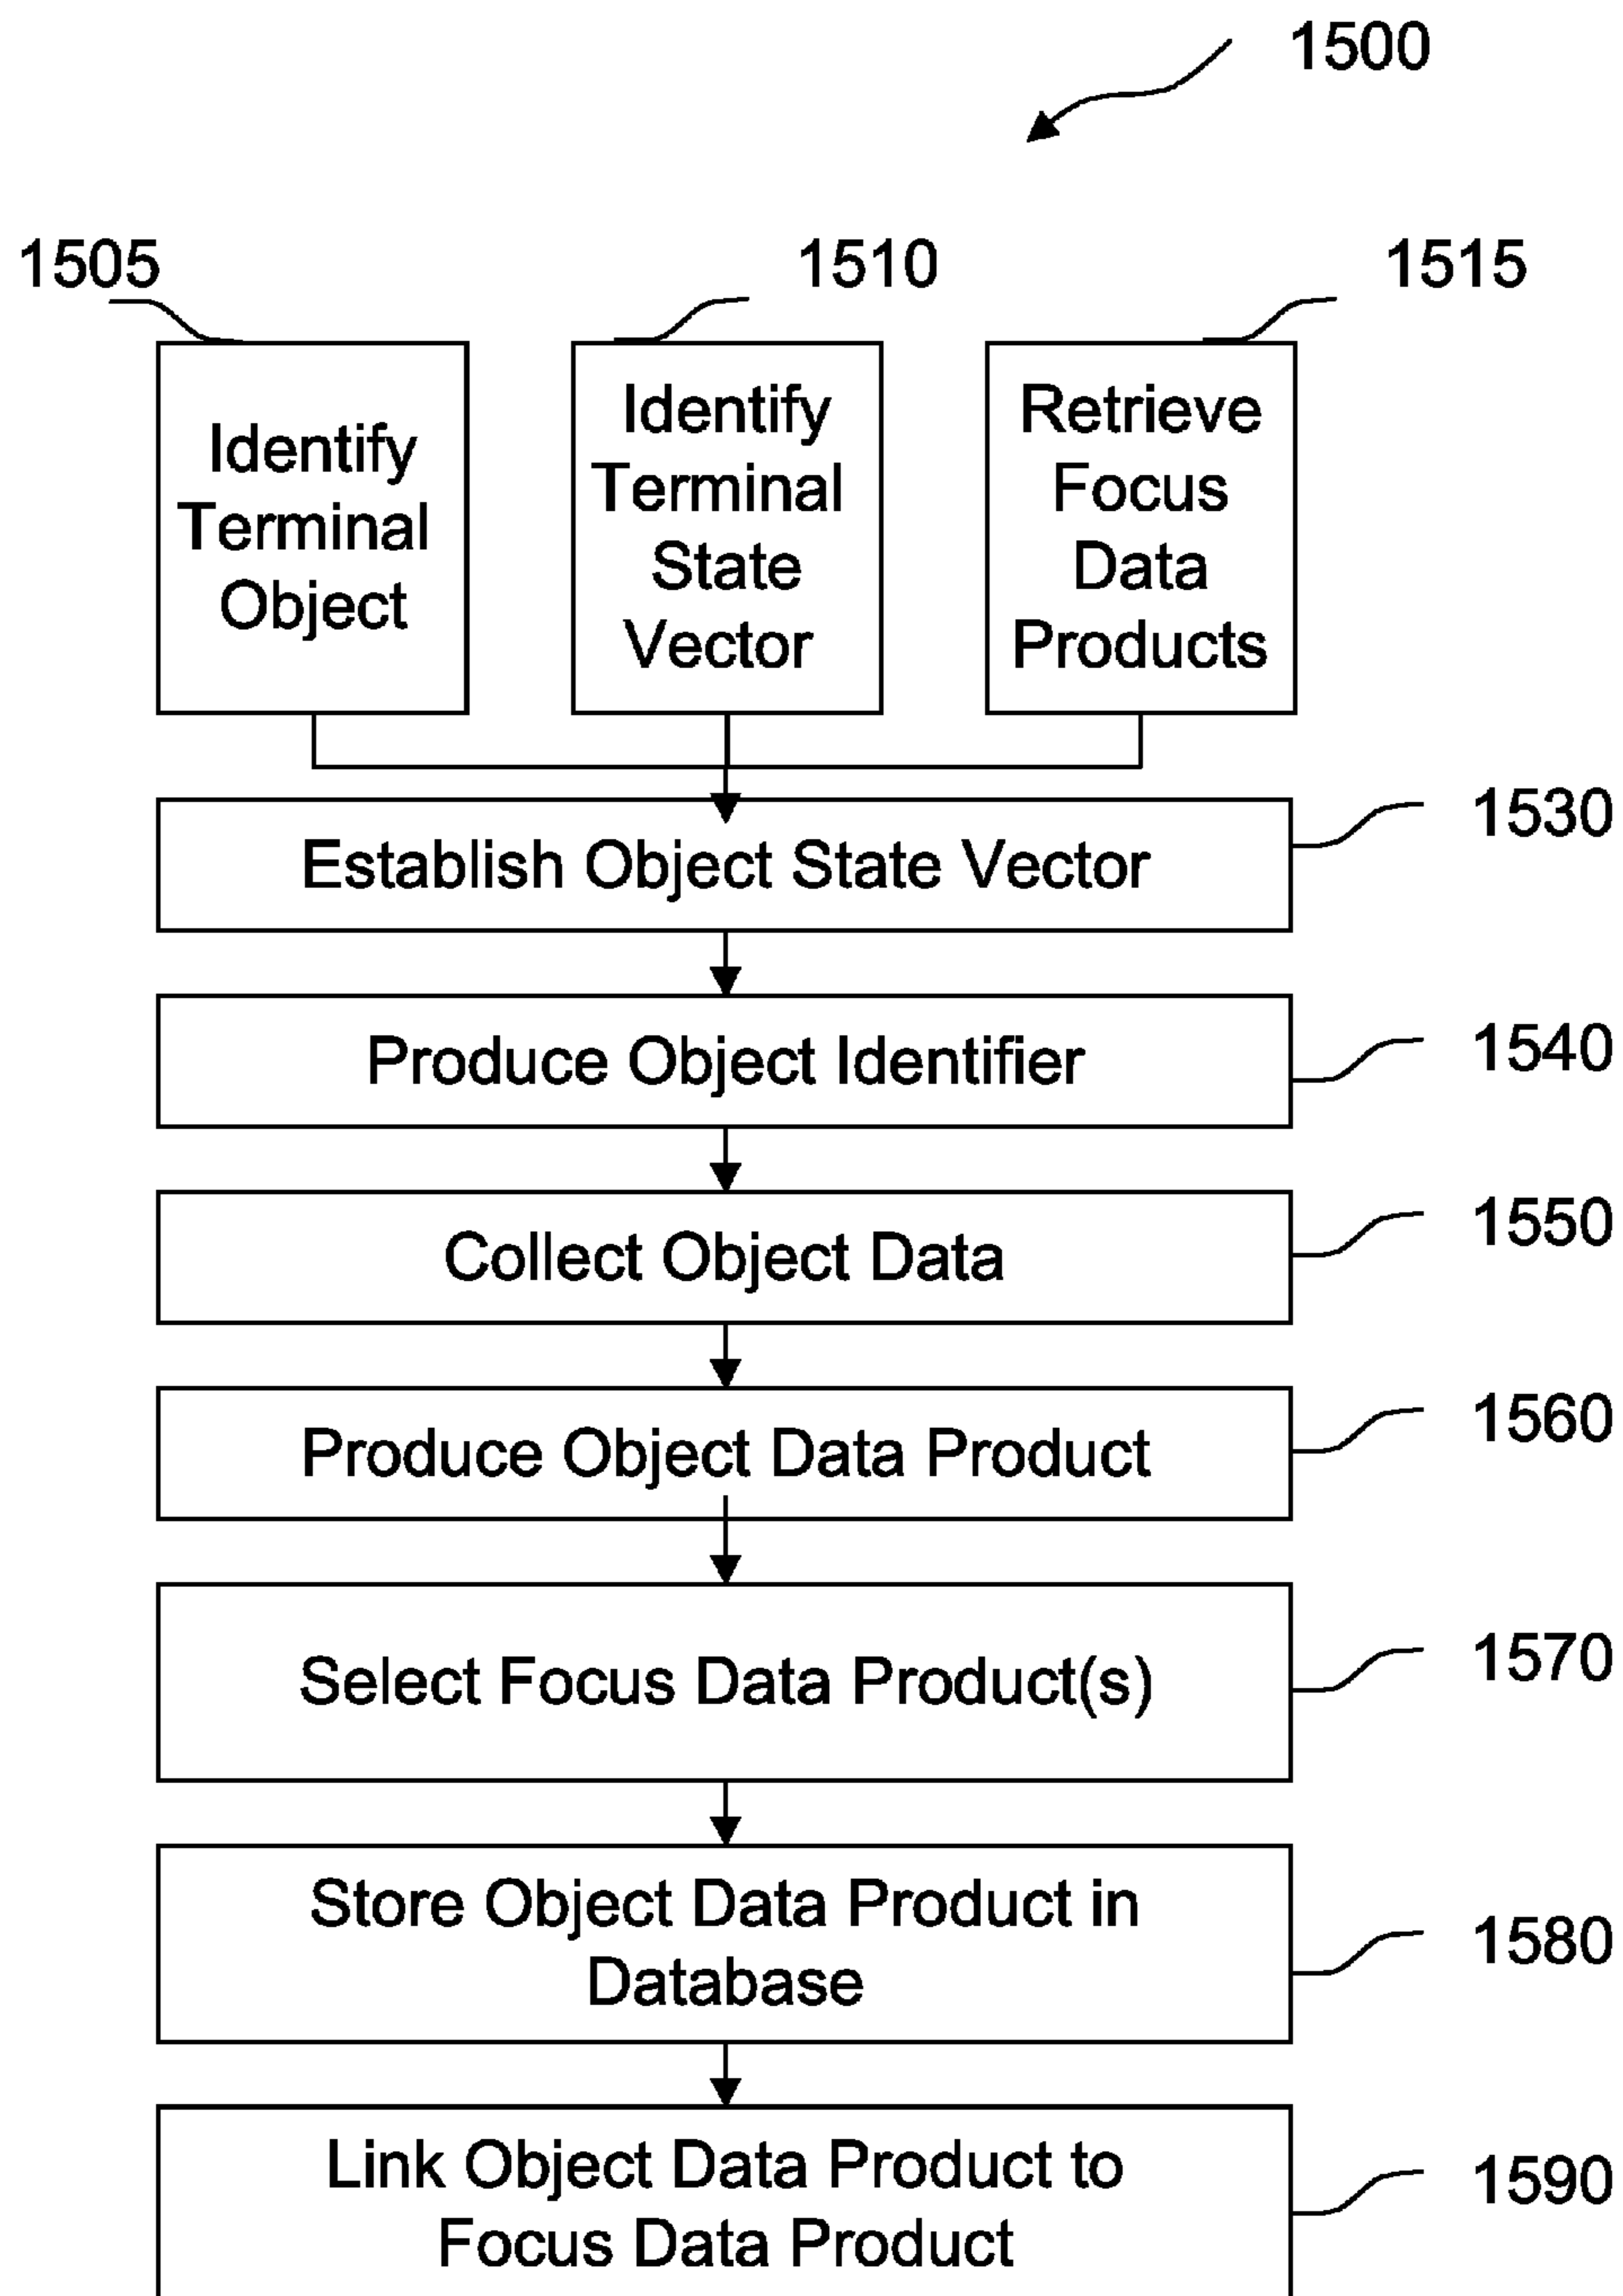 1500
1505
1510
1515
Identify
Terminal
Object
Identify
Terminal
State
Vector
Retrieve
Focus
Data
Products
Establish Object State Vector
1530
Produce Object Identifier
1540
Collect Object Data
1550
Produce Object Data Product
1560
Select Focus Data Product(s)
1570
Store Object Data Product in
Database
1580
Link Object Data Product to
Focus Data Product
1590